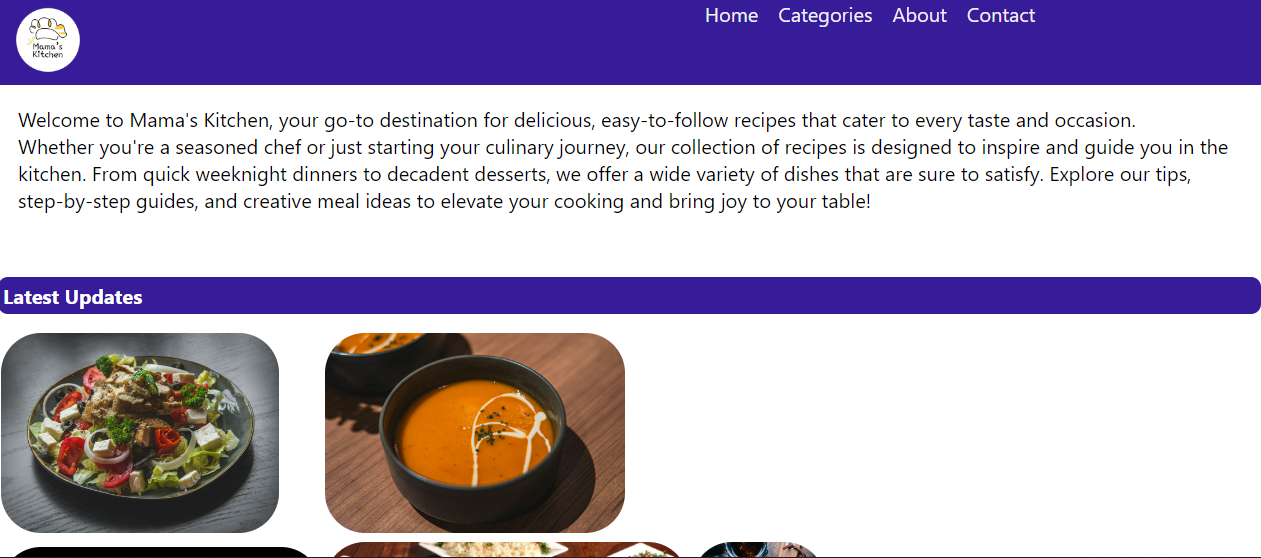 Mama's
Kitchen
Home Categories About Contact
Welcome to Mama's Kitchen, your go-to destination for delicious, easy-to-follow recipes that cater to every taste and occasion.
Whether you're a seasoned chef or just starting your culinary journey, our collection of recipes is designed to inspire and guide you in the
kitchen. From quick weeknight dinners to decadent desserts, we offer a wide variety of dishes that are sure to satisfy. Explore our tips,
step-by-step guides, and creative meal ideas to elevate your cooking and bring joy to your table!
Latest Updates